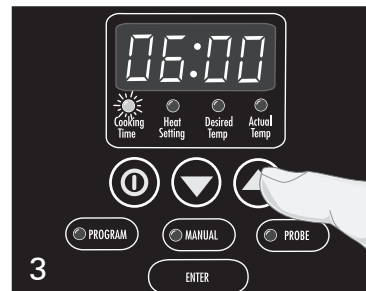 06:00
Cooking Time
Heat Setting
Desired Temp
Actual Temp
PROGRAM
MANUAL
PROBE
3
ENTER